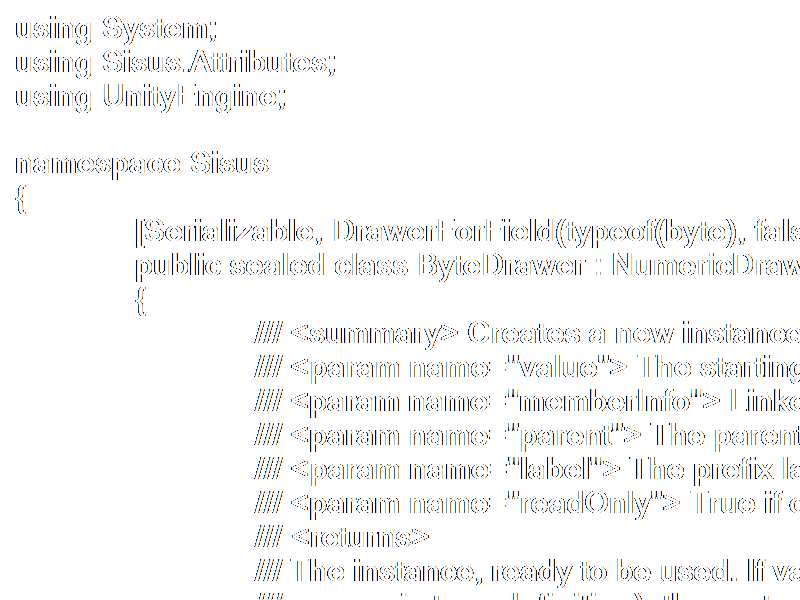 using System;
using Sisus.Attributes;
using UnityEngine;

namespace Sisus
{
[Serializable, DrawerForField(typeof(byte), fals
public sealed class ByteDrawer : NumericDraw
{
/// <summary> Creates a new instance
/// <param name="value"> The starting
/// <param name="memberInfo"> Linke
/// <param name="parent"> The parent
/// <param name="label"> The prefix la
/// <param name="readOnly"> True if c
/// <returns>
/// The instance, ready to be used. If va